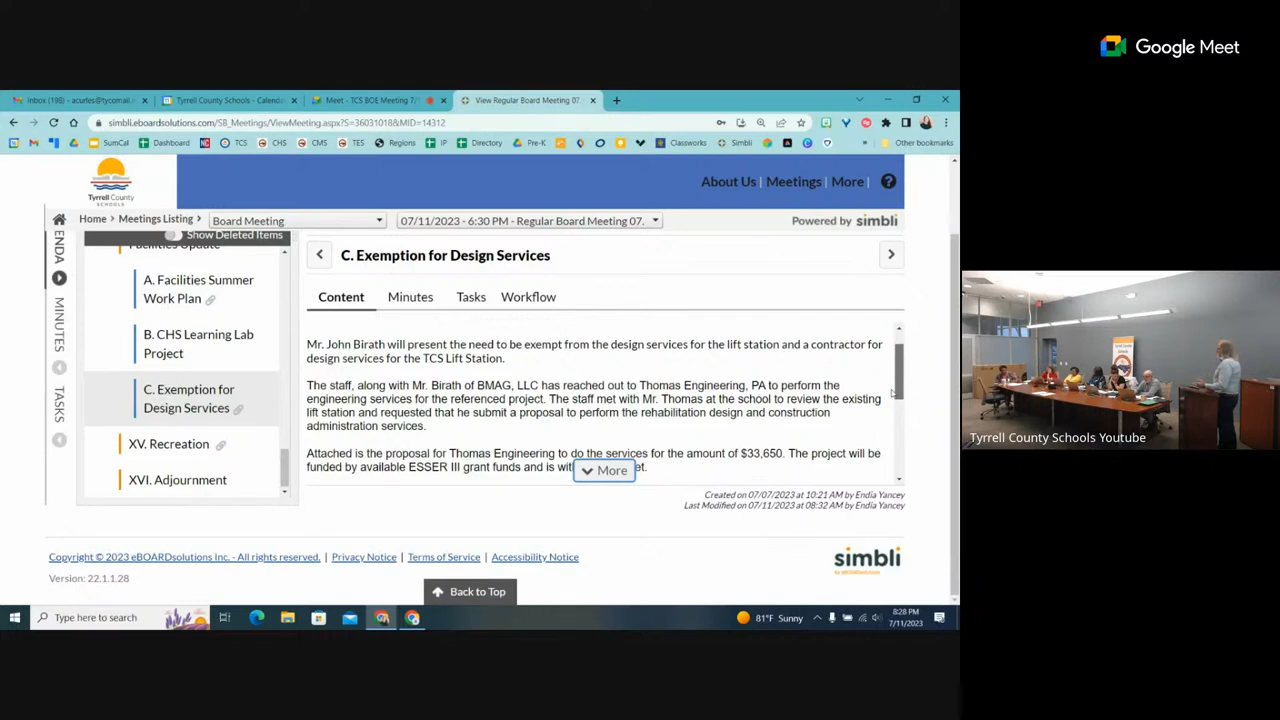 Google Meet
Inbox (198) - acurles@tycomail.
Tyrrell County Schools - Calenda
Meet - TCS BOE Meeting 7/
View Regular Board Meeting 07.
simbli.eboardsolutions.com/SB_Meetings/ViewMeeting.aspx?S=36031018&MID=14312
SumCal
Dashboard
TCS
CHS
CMS
TES
Regions
IP
Directory
Pre-K
Classworks
Simbli
Other bookmarks
Tyrrell County
SCHOOLS
About Us | Meetings | More |
Home > Meetings Listing >
Board Meeting
07/11/2023 - 6:30 PM - Regular Board Meeting 07.
Powered by simbli
ENDA
MINUTES
TASKS
Show Deleted Items
Facilities Update
A. Facilities Summer
Work Plan
B. CHS Learning Lab
Project
C. Exemption for
Design Services
XV. Recreation
XVI. Adjournment
C. Exemption for Design Services
Content
Minutes
Tasks
Workflow
Mr. John Birath will present the need to be exempt from the design services for the lift station and a contractor for
design services for the TCS Lift Station.
The staff, along with Mr. Birath of BMAG, LLC has reached out to Thomas Engineering, PA to perform the
engineering services for the referenced project. The staff met with Mr. Thomas at the school to review the existing
lift station and requested that he submit a proposal to perform the rehabilitation design and construction
administration services.
Attached is the proposal for Thomas Engineering to do the services for the amount of $33,650. The project will be
funded by available ESSER III grant funds and is wit
More
et.
Created on 07/07/2023 at 10:21 AM by Endia Yancey
Last Modified on 07/11/2023 at 08:32 AM by Endia Yancey
Copyright © 2023 eBOARDsolutions Inc. - All rights reserved.
Privacy Notice
Terms of Service
Accessibility Notice
Version: 22.1.1.28
simbli
Back to Top
Type here to search
81°F Sunny
8:28 PM
7/11/2023
Tyrrell County Schools Youtube